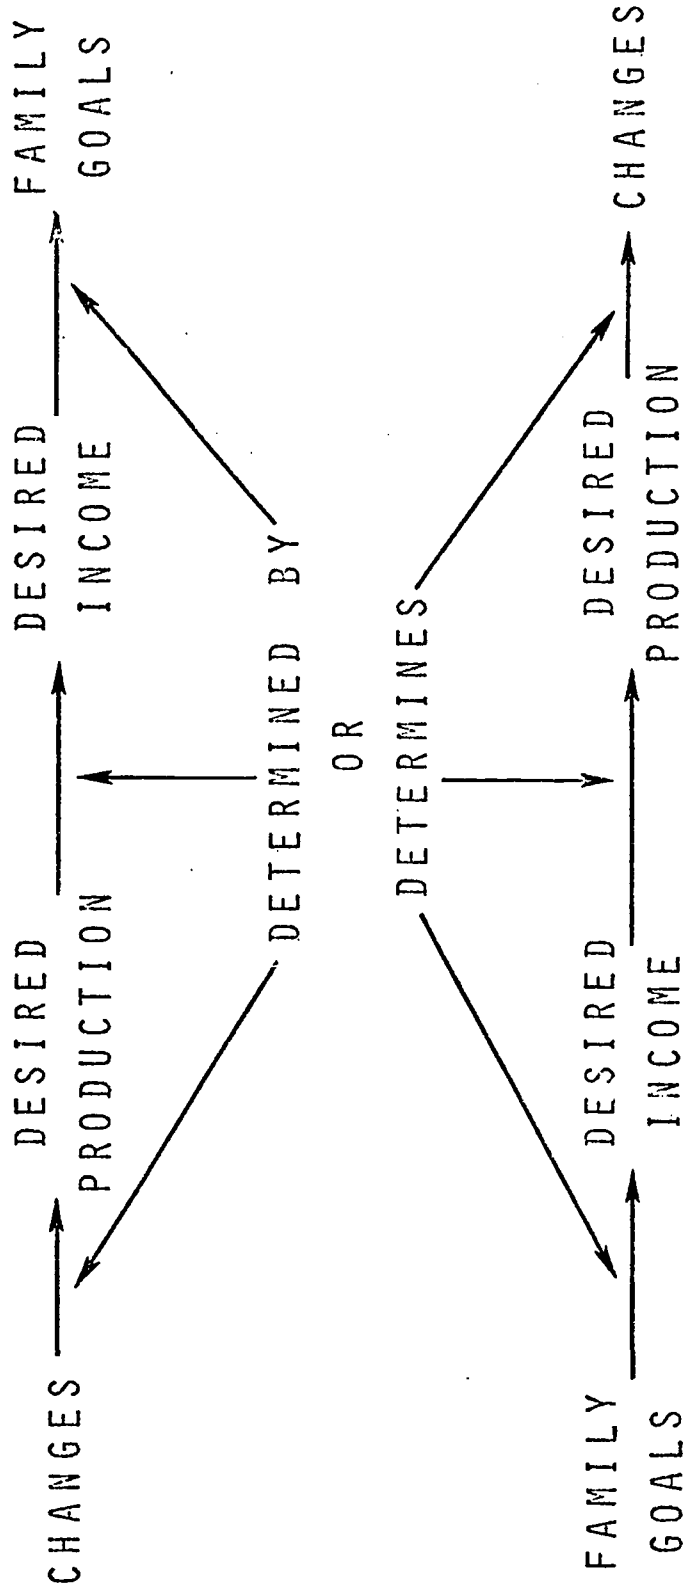 CHANGES
DESIRED
PRODUCTION
DESIRED
INCOME
FAMILY
GOALS
DETERMINED BY
OR
DETERMINES
FAMILY
GOALS
DESIRED
INCOME
DESIRED
PRODUCTION
CHANGES